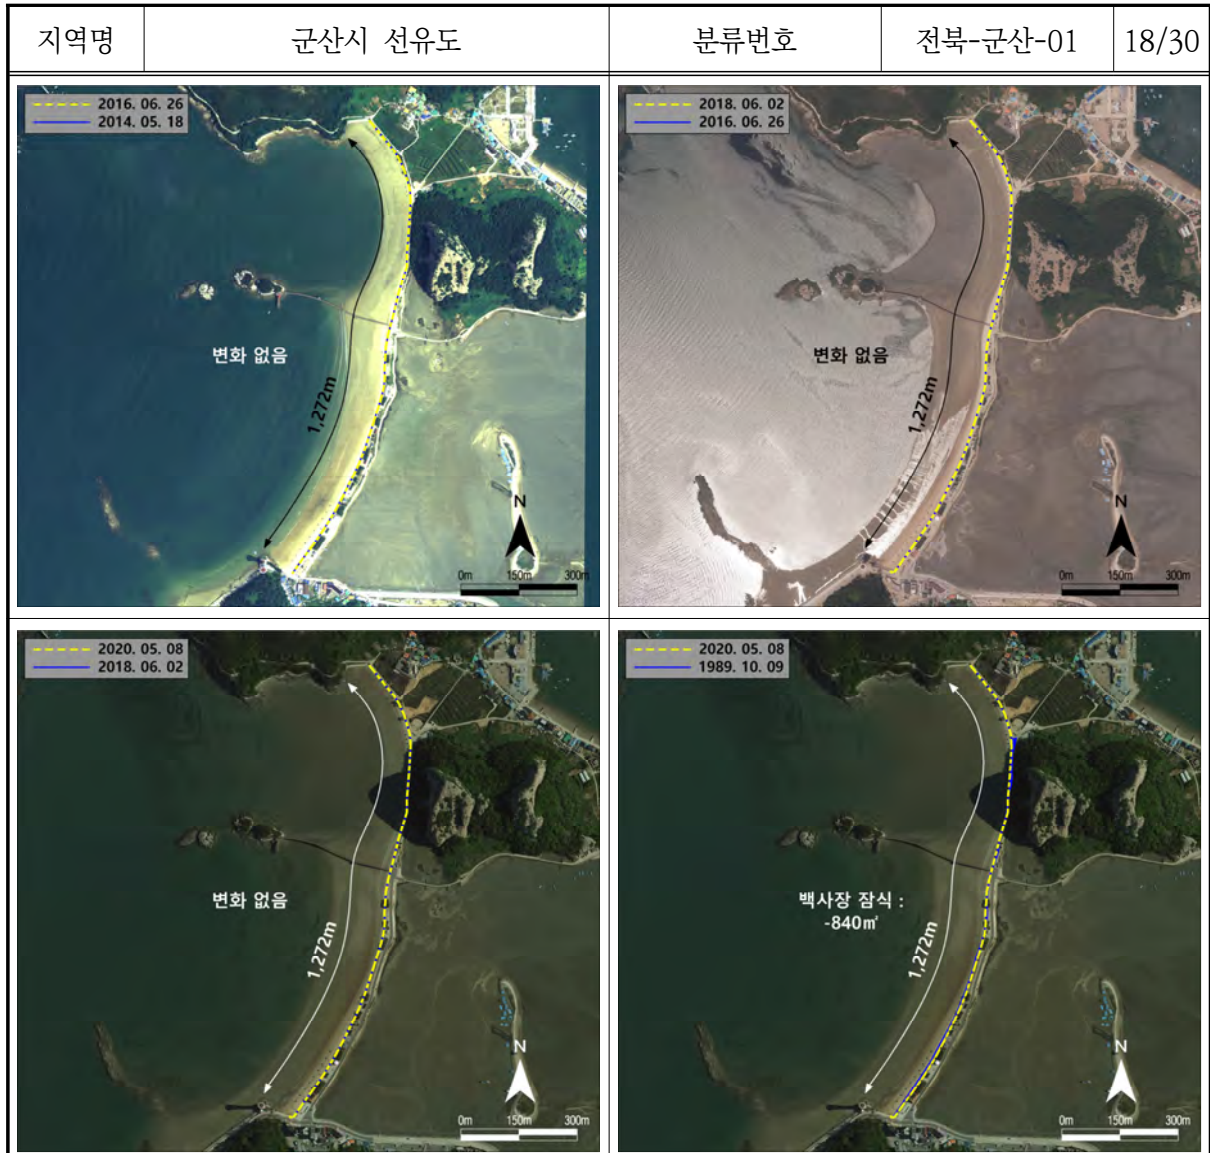 지역명 군산시 선유도 분류번호 전북-군산-01 18/30
2016. 06. 26
2014. 05. 18
변화 없음
1,272m
N
0m 150m 300m
2018. 06. 02
2016. 06. 26
변화 없음
1,272m
N
0m 150m 300m
2020. 05. 08
2018. 06. 02
변화 없음
1,272m
N
0m 150m 300m
2020. 05. 08
1989. 10. 09
백사장 잠식 :
-840㎡
1,272m
N
0m 150m 300m